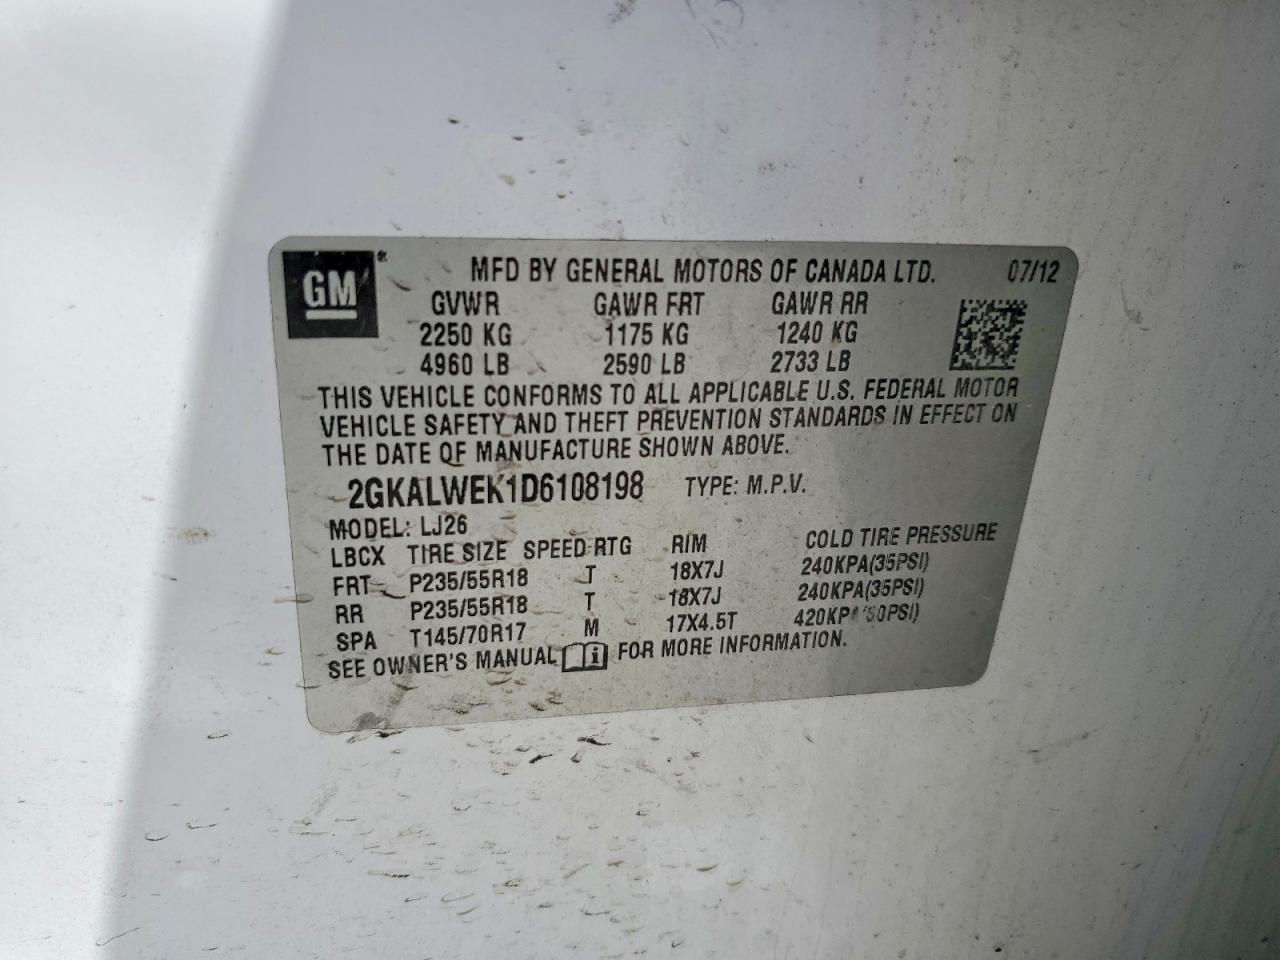 GM® MFD BY GENERAL MOTORS OF CANADA LTD. 07/12
GVWR GAWR FRT GAWR RR
2250 KG 1175 KG 1240 KG
4960 LB 2590 LB 2733 LB
THIS VEHICLE CONFORMS TO ALL APPLICABLE U.S. FEDERAL MOTOR
VEHICLE SAFETY AND THEFT PREVENTION STANDARDS IN EFFECT ON
THE DATE OF MANUFACTURE SHOWN ABOVE.
2GKALWEK1D6108198 TYPE: M.P.V.
MODEL: LJ26
LBCX TIRE SIZE SPEED RTG RIM COLD TIRE PRESSURE
FRT P235/55R18 T 18X7J 240KPA(35PSI)
RR P235/55R18 T 18X7J 240KPA(35PSI)
SPA T145/70R17 M 17X4.5T 420KPA(60PSI)
SEE OWNER'S MANUAL FOR MORE INFORMATION.